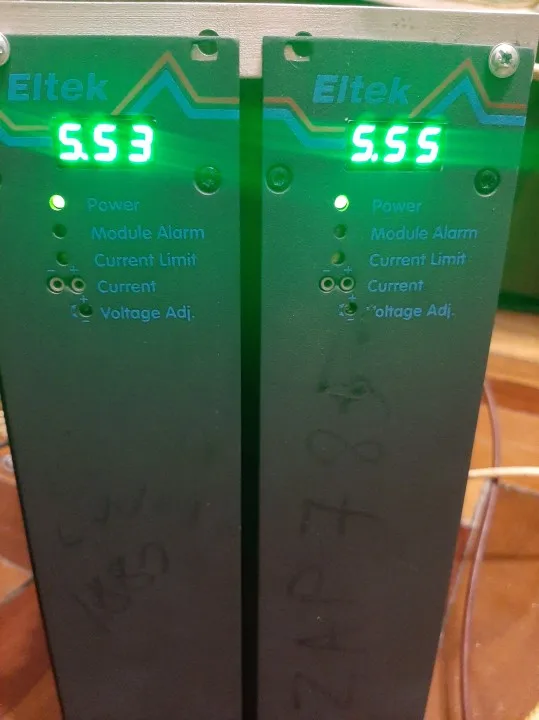 Eltek
5.53
Power
Module Alarm
Current Limit
- +
Current
+
Voltage Adj.
-
Eltek
5.55
Power
Module Alarm
Current Limit
- +
Current
+
Voltage Adj.
-
ZAP785